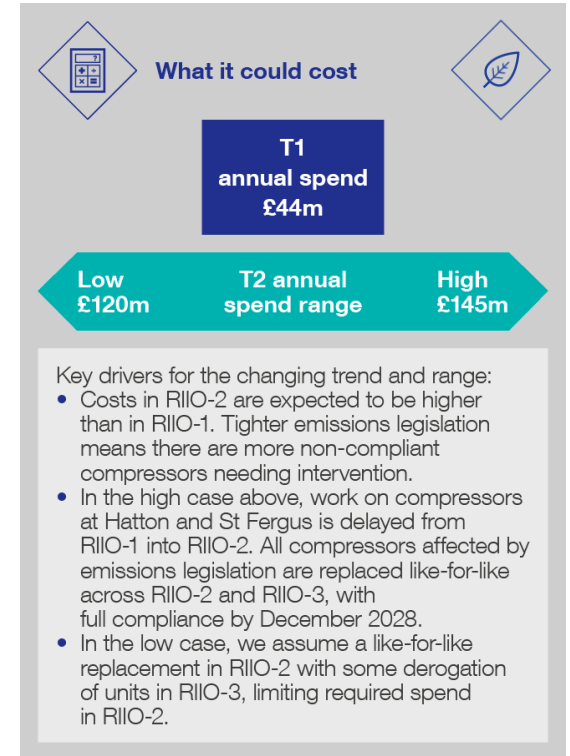 What it could cost
T1
annual spend
£44m
Low
£120m
T2 annual
spend range
High
£145m
Key drivers for the changing trend and range:
• Costs in RIIO-2 are expected to be higher
than in RIIO-1. Tighter emissions legislation
means there are more non-compliant
compressors needing intervention.
• In the high case above, work on compressors
at Hatton and St Fergus is delayed from
RIIO-1 into RIIO-2. All compressors affected by
emissions legislation are replaced like-for-like
across RIIO-2 and RIIO-3, with
full compliance by December 2028.
• In the low case, we assume a like-for-like
replacement in RIIO-2 with some derogation
of units in RIIO-3, limiting required spend
in RIIO-2.